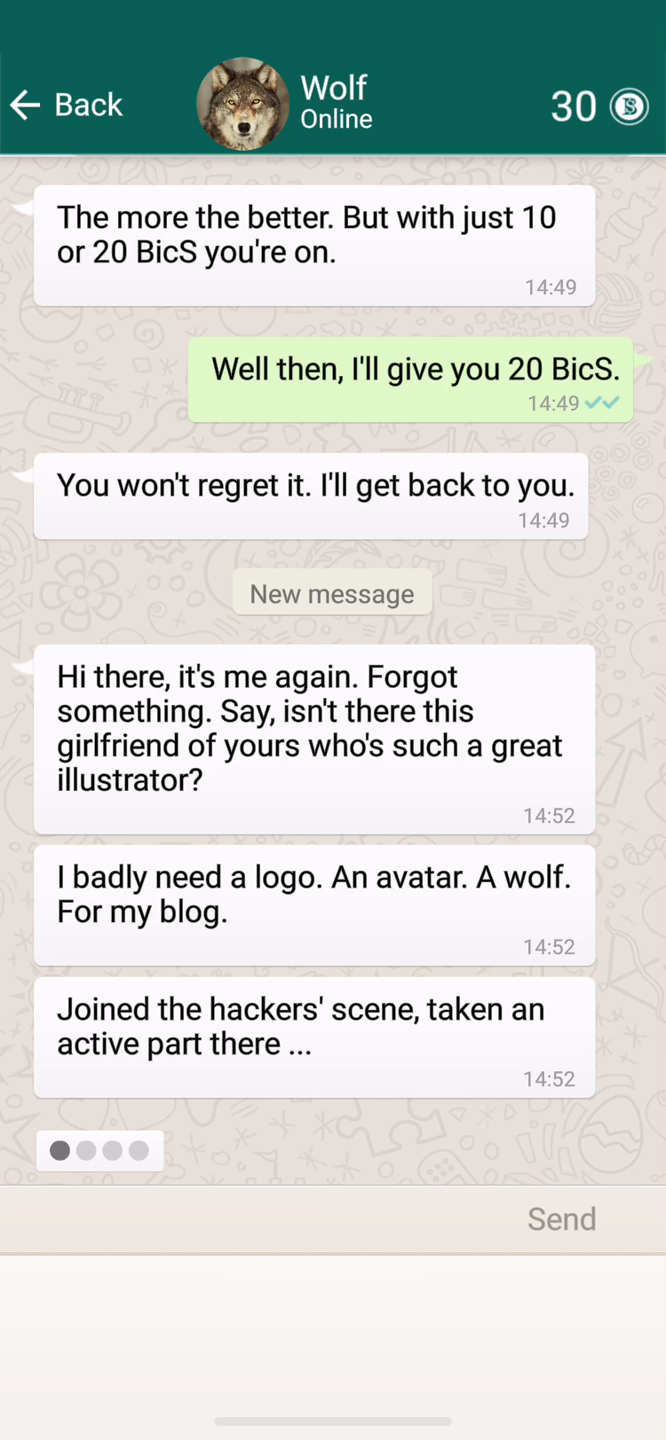 Back
Wolf
Online
30
The more the better. But with just 10
or 20 BicS you're on.
14:49
Well then, I'll give you 20 BicS.
14:49
You won't regret it. I'll get back to you.
14:49
New message
Hi there, it's me again. Forgot
something. Say, isn't there this
girlfriend of yours who's such a great
illustrator?
14:52
I badly need a logo. An avatar. A wolf.
For my blog.
14:52
Joined the hackers' scene, taken an
active part there ...
14:52
Send